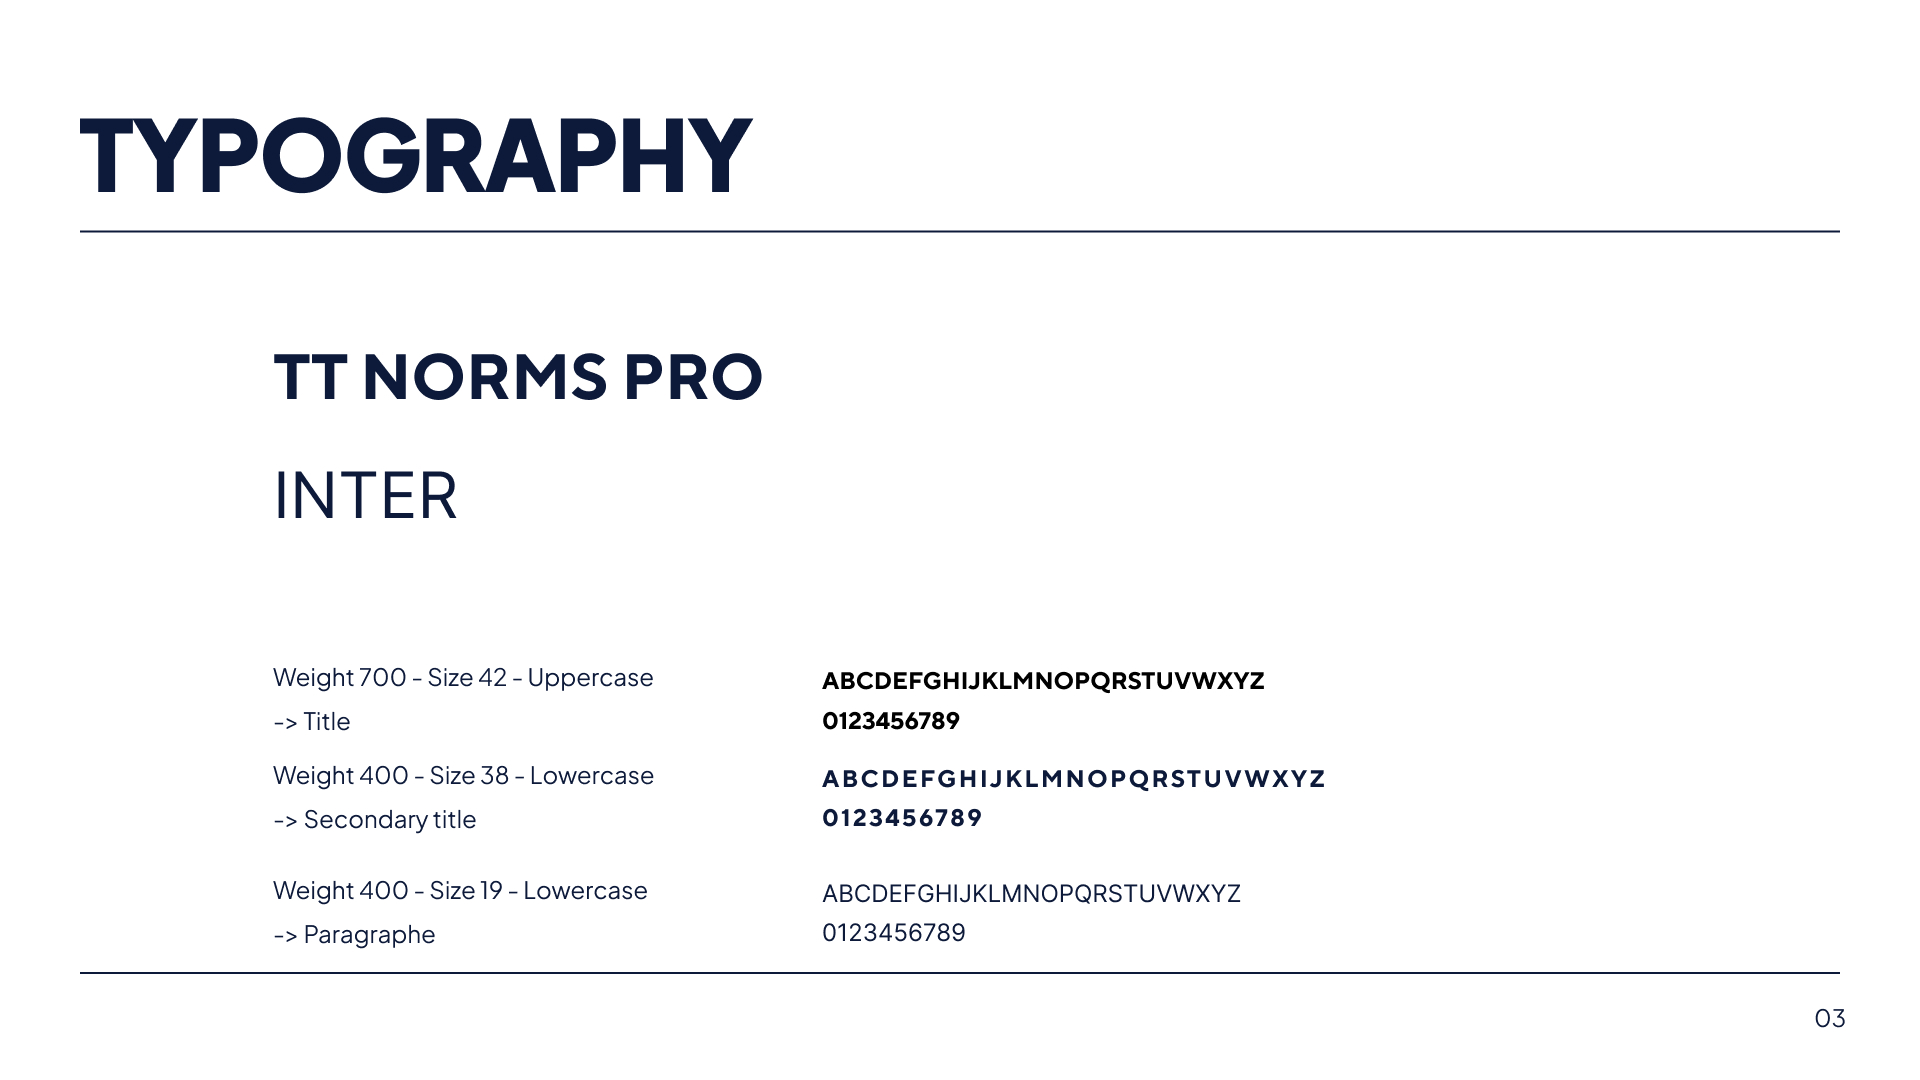 TYPOGRAPHY
TT NORMS PRO
INTER
Weight 700 - Size 42 - Uppercase
-> Title
ABCDEFGHIJKLMNOPQRSTUVWXYZ
0123456789
Weight 400 - Size 38 - Lowercase
-> Secondary title
ABCDEFGHIJKLMNOPQRSTUVWXYZ
0123456789
Weight 400 - Size 19 - Lowercase
-> Paragraphe
ABCDEFGHIJKLMNOPQRSTUVWXYZ
0123456789
03